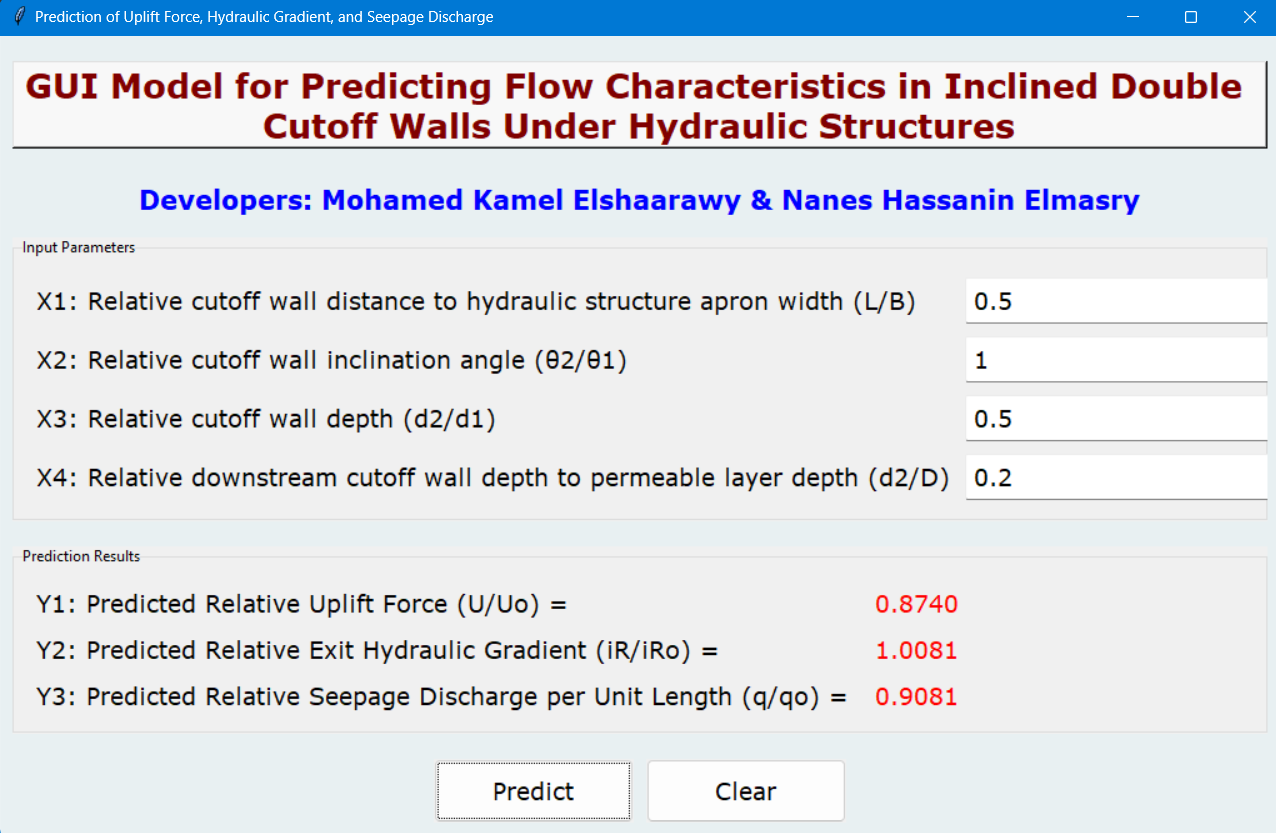 Prediction of Uplift Force, Hydraulic Gradient, and Seepage Discharge
GUI Model for Predicting Flow Characteristics in Inclined Double
Cutoff Walls Under Hydraulic Structures
Developers: Mohamed Kamel Elshaarawy & Nanes Hassanin Elmasry
Input Parameters
X1: Relative cutoff wall distance to hydraulic structure apron width (L/B) 0.5
X2: Relative cutoff wall inclination angle (θ2/θ1) 1
X3: Relative cutoff wall depth (d2/d1) 0.5
X4: Relative downstream cutoff wall depth to permeable layer depth (d2/D) 0.2
Prediction Results
Y1: Predicted Relative Uplift Force (U/Uo) = 0.8740
Y2: Predicted Relative Exit Hydraulic Gradient (iR/iRo) = 1.0081
Y3: Predicted Relative Seepage Discharge per Unit Length (q/qo) = 0.9081
Predict Clear